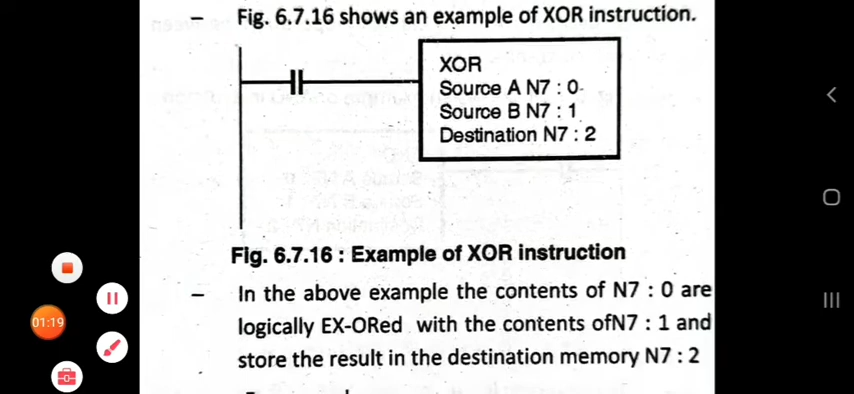 – Fig. 6.7.16 shows an example of XOR instruction.
XOR
Source A N7 : 0
Source B N7 : 1
Destination N7 : 2
Fig. 6.7.16 : Example of XOR instruction
– In the above example the contents of N7 : 0 are
logically EX-ORed with the contents ofN7 : 1 and
store the result in the destination memory N7 : 2
01:19